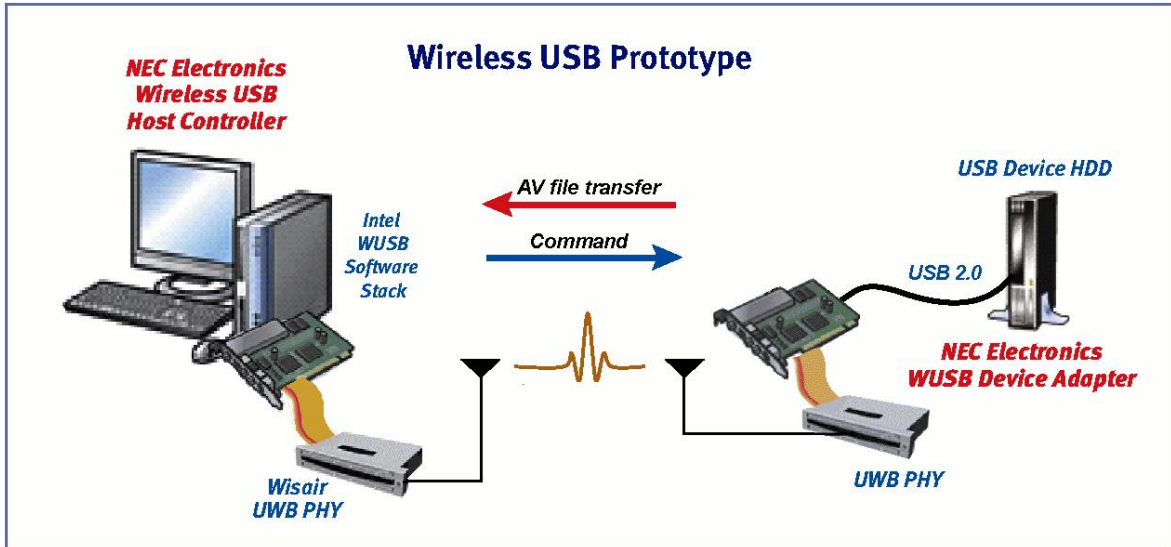 Wireless USB Prototype
NEC Electronics
Wireless USB
Host Controller
Intel
WUSB
Software
Stack
AV file transfer
Command
USB Device HDD
USB 2.0
NEC Electronics
WUSB Device Adapter
Wisair
UWB PHY
UWB PHY